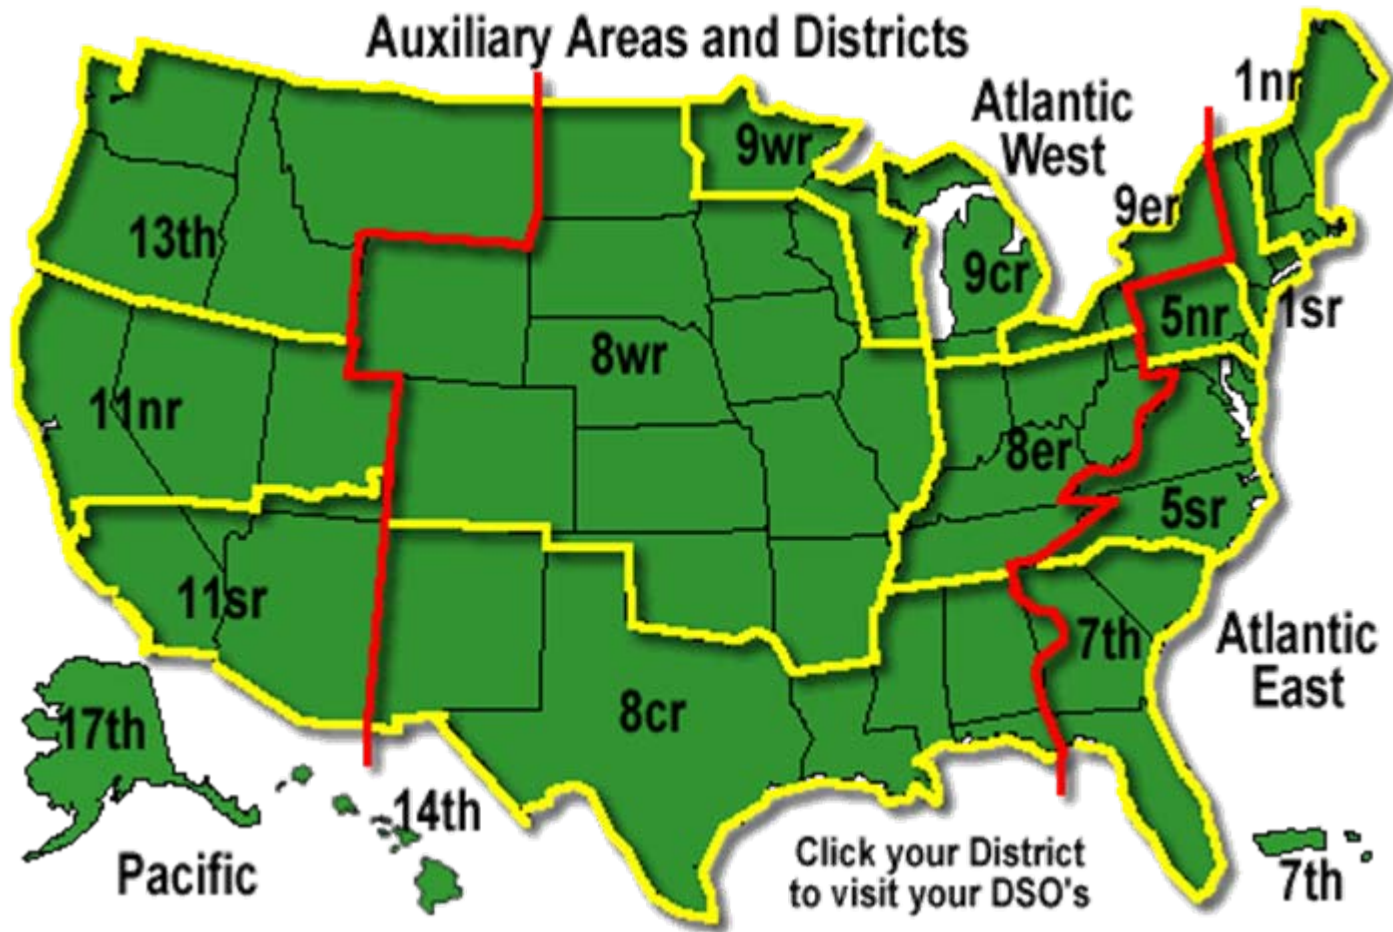 Auxiliary Areas and Districts
1nr
Atlantic
West
9wr
9er
13th
9cr
5nr
1sr
8wr
11nr
8er
5sr
11sr
7th
Atlantic
East
17th
8cr
14th
Pacific
Click your District
to visit your DSO's
7th